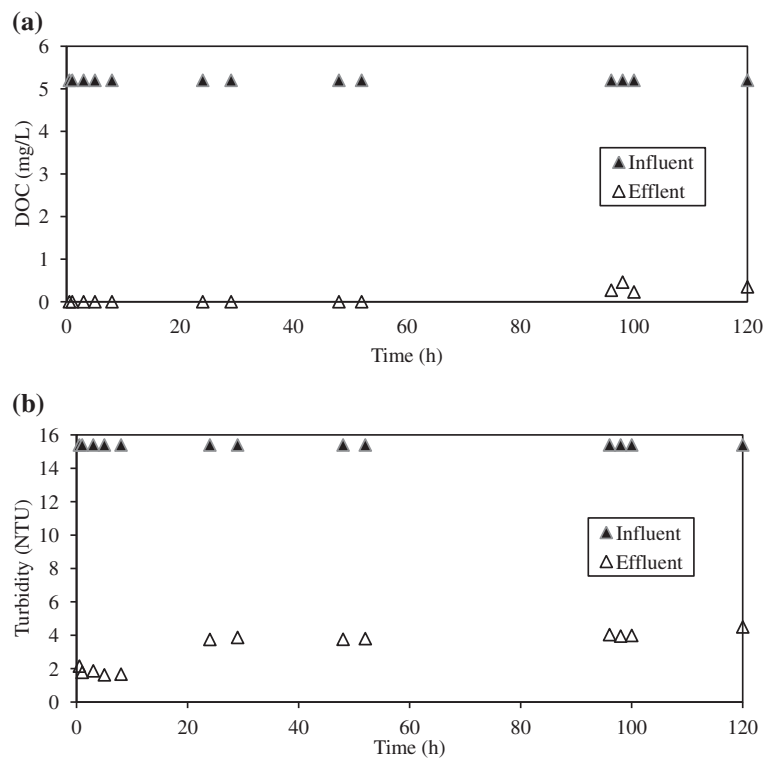 (a)
6
5
4
3
2
1
0
DOC (mg/L)
Influent
Efflent
0 20 40 60 80 100 120
Time (h)
(b)
16
14
12
10
8
6
4
2
0
Turbidity (NTU)
Influent
Effluent
0 20 40 60 80 100 120
Time (h)